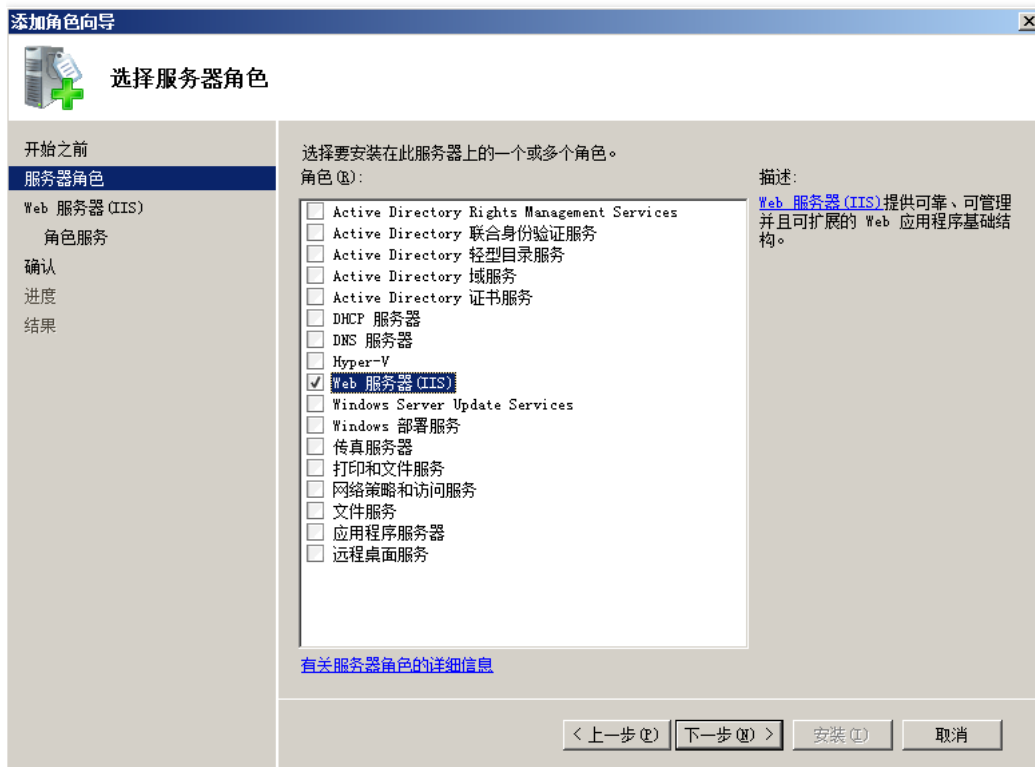 添加角色向导
选择服务器角色
开始之前
服务器角色
Web 服务器(IIS)
角色服务
确认
进度
结果
选择要安装在此服务器上的一个或多个角色。
角色(R):
Active Directory Rights Management Services
Active Directory 联合身份验证服务
Active Directory 轻型目录服务
Active Directory 域服务
Active Directory 证书服务
DHCP 服务器
DNS 服务器
Hyper-V
Web 服务器(IIS)
Windows Server Update Services
Windows 部署服务
传真服务器
打印和文件服务
网络策略和访问服务
文件服务
应用程序服务器
远程桌面服务
有关服务器角色的详细信息
描述:
Web 服务器(IIS)提供可靠、可管理
并且可扩展的 Web 应用程序基础结
构。
< 上一步(P)
下一步(N) >
安装(I)
取消